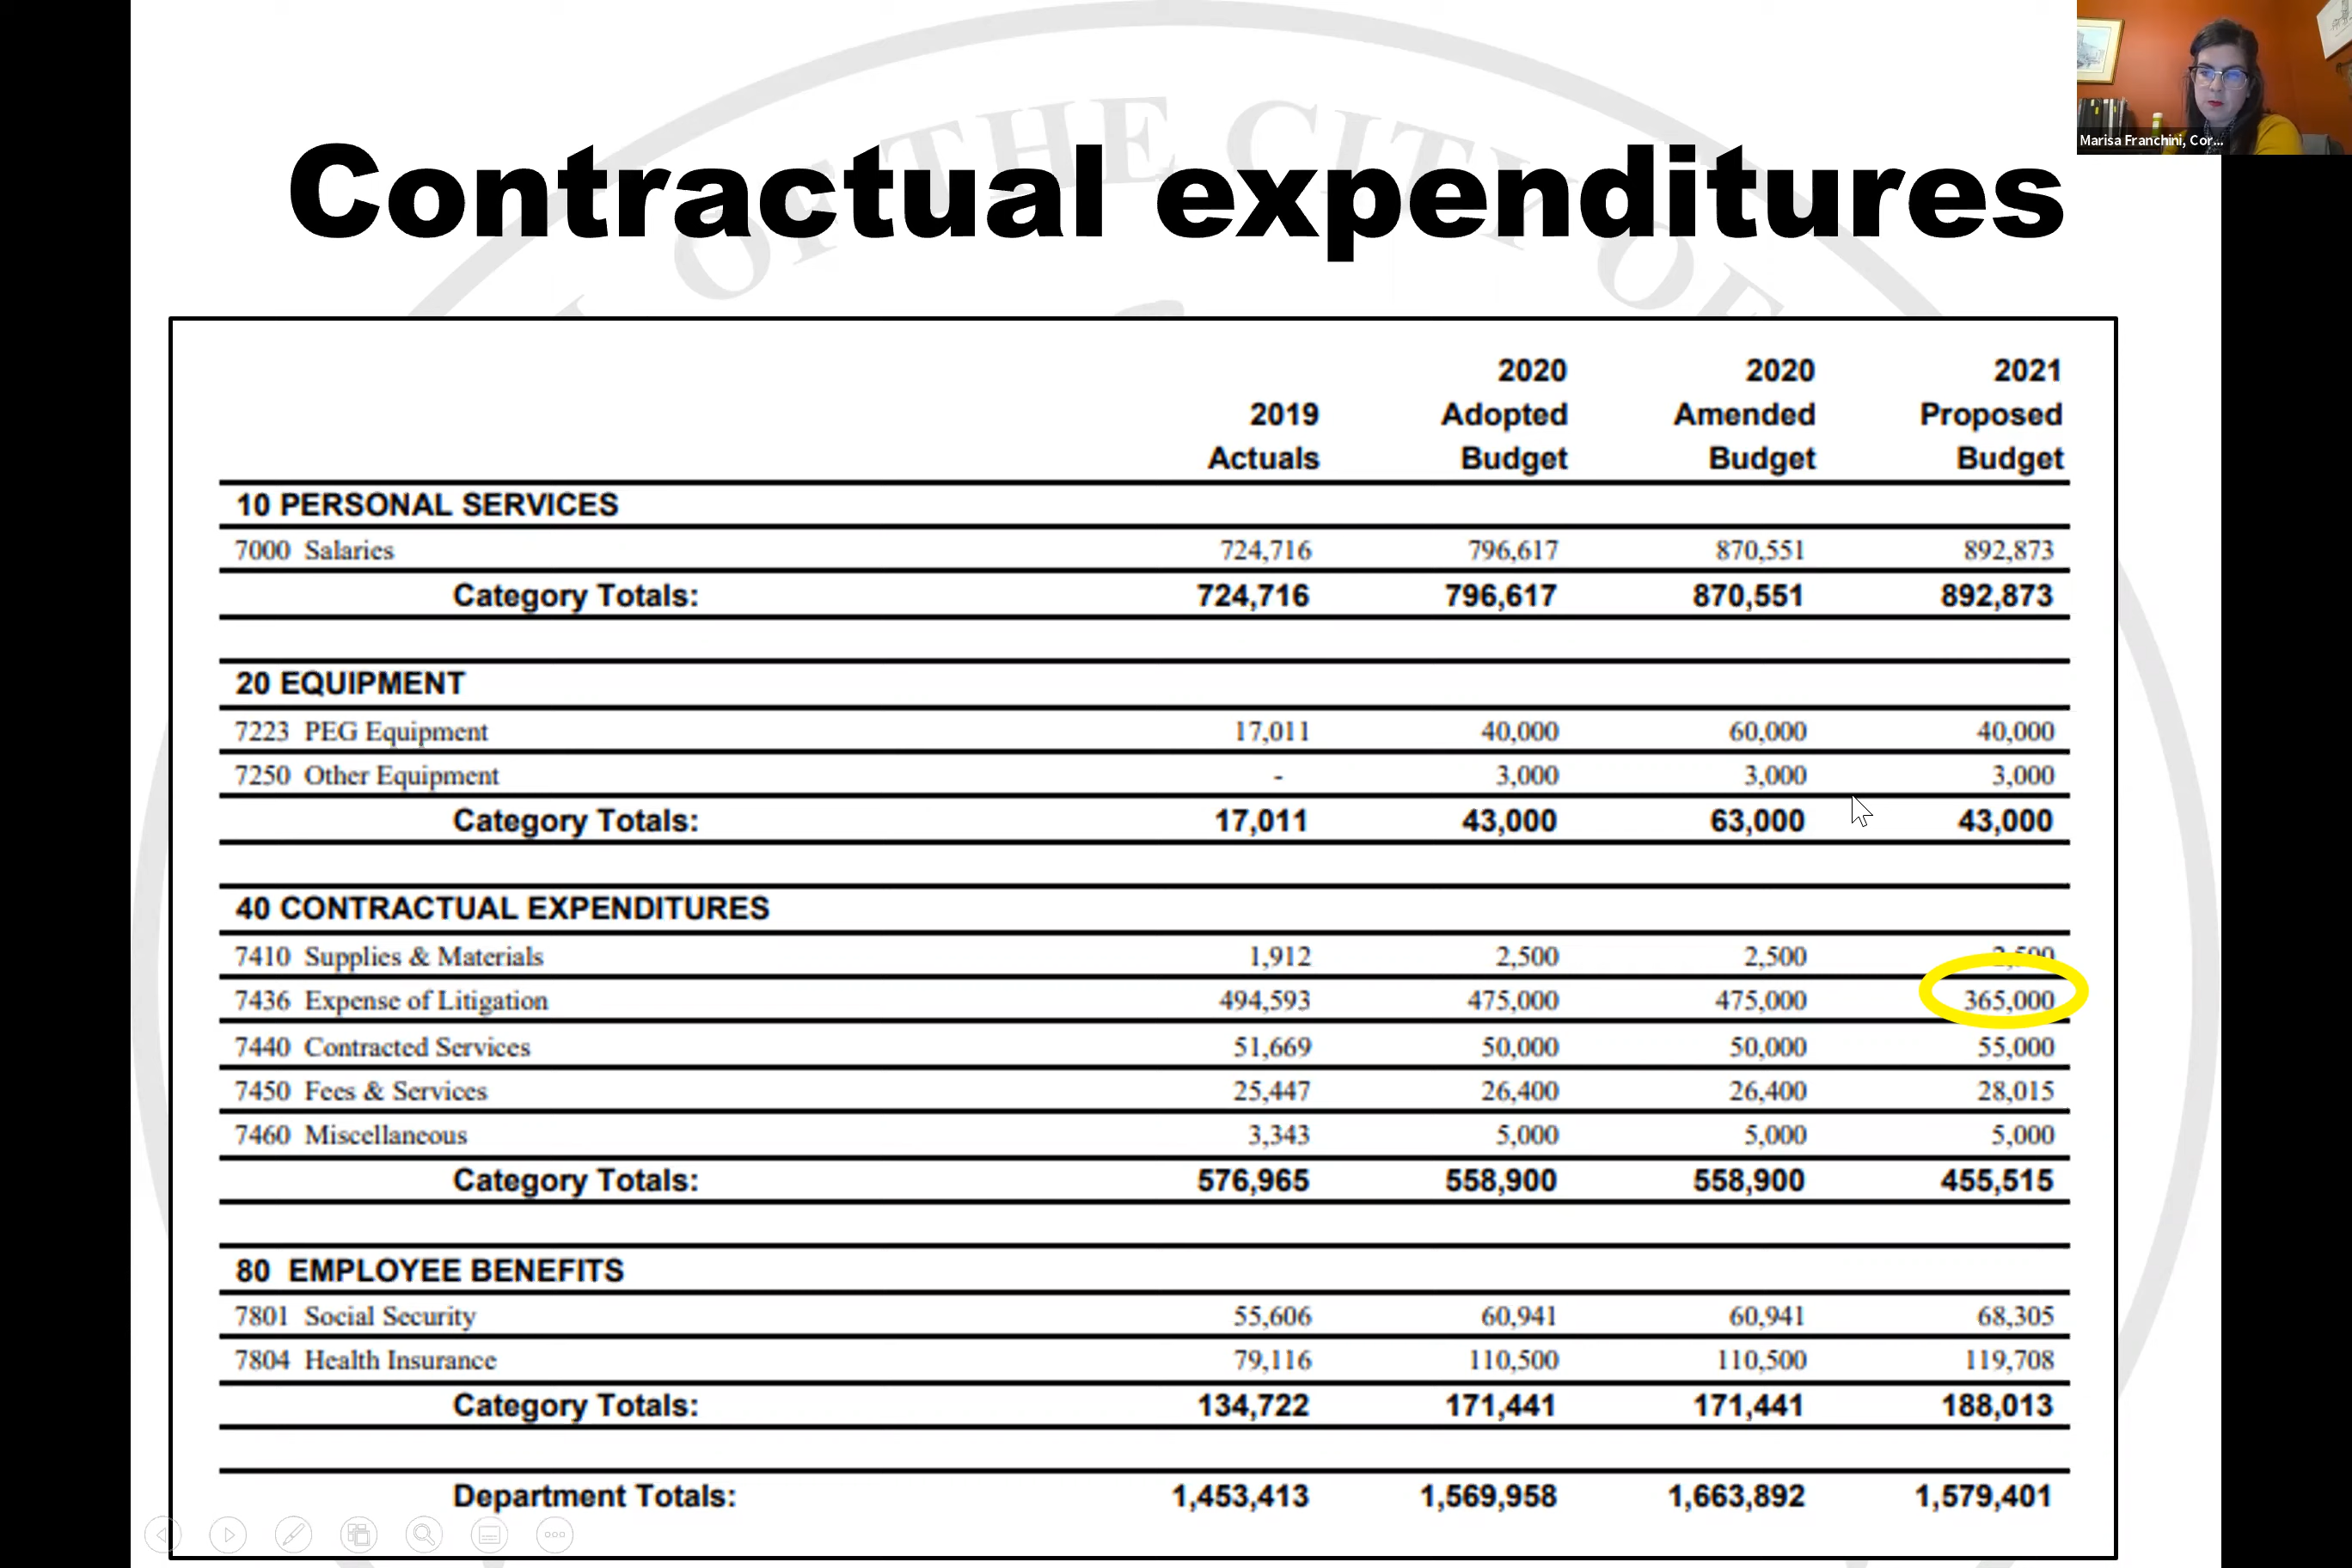 OF THE CITY OF
Marisa Franchini, Cor...
Contractual expenditures
2020 2020 2021
2019 Adopted Amended Proposed
Actuals Budget Budget Budget
10 PERSONAL SERVICES
7000 Salaries 724,716 796,617 870,551 892,873
Category Totals: 724,716 796,617 870,551 892,873
20 EQUIPMENT
7223 PEG Equipment 17,011 40,000 60,000 40,000
7250 Other Equipment - 3,000 3,000 3,000
Category Totals: 17,011 43,000 63,000 43,000
40 CONTRACTUAL EXPENDITURES
7410 Supplies & Materials 1,912 2,500 2,500 2,500
7436 Expense of Litigation 494,593 475,000 475,000 365,000
7440 Contracted Services 51,669 50,000 50,000 55,000
7450 Fees & Services 25,447 26,400 26,400 28,015
7460 Miscellaneous 3,343 5,000 5,000 5,000
Category Totals: 576,965 558,900 558,900 455,515
80 EMPLOYEE BENEFITS
7801 Social Security 55,606 60,941 60,941 68,305
7804 Health Insurance 79,116 110,500 110,500 119,708
Category Totals: 134,722 171,441 171,441 188,013
Department Totals: 1,453,413 1,569,958 1,663,892 1,579,401